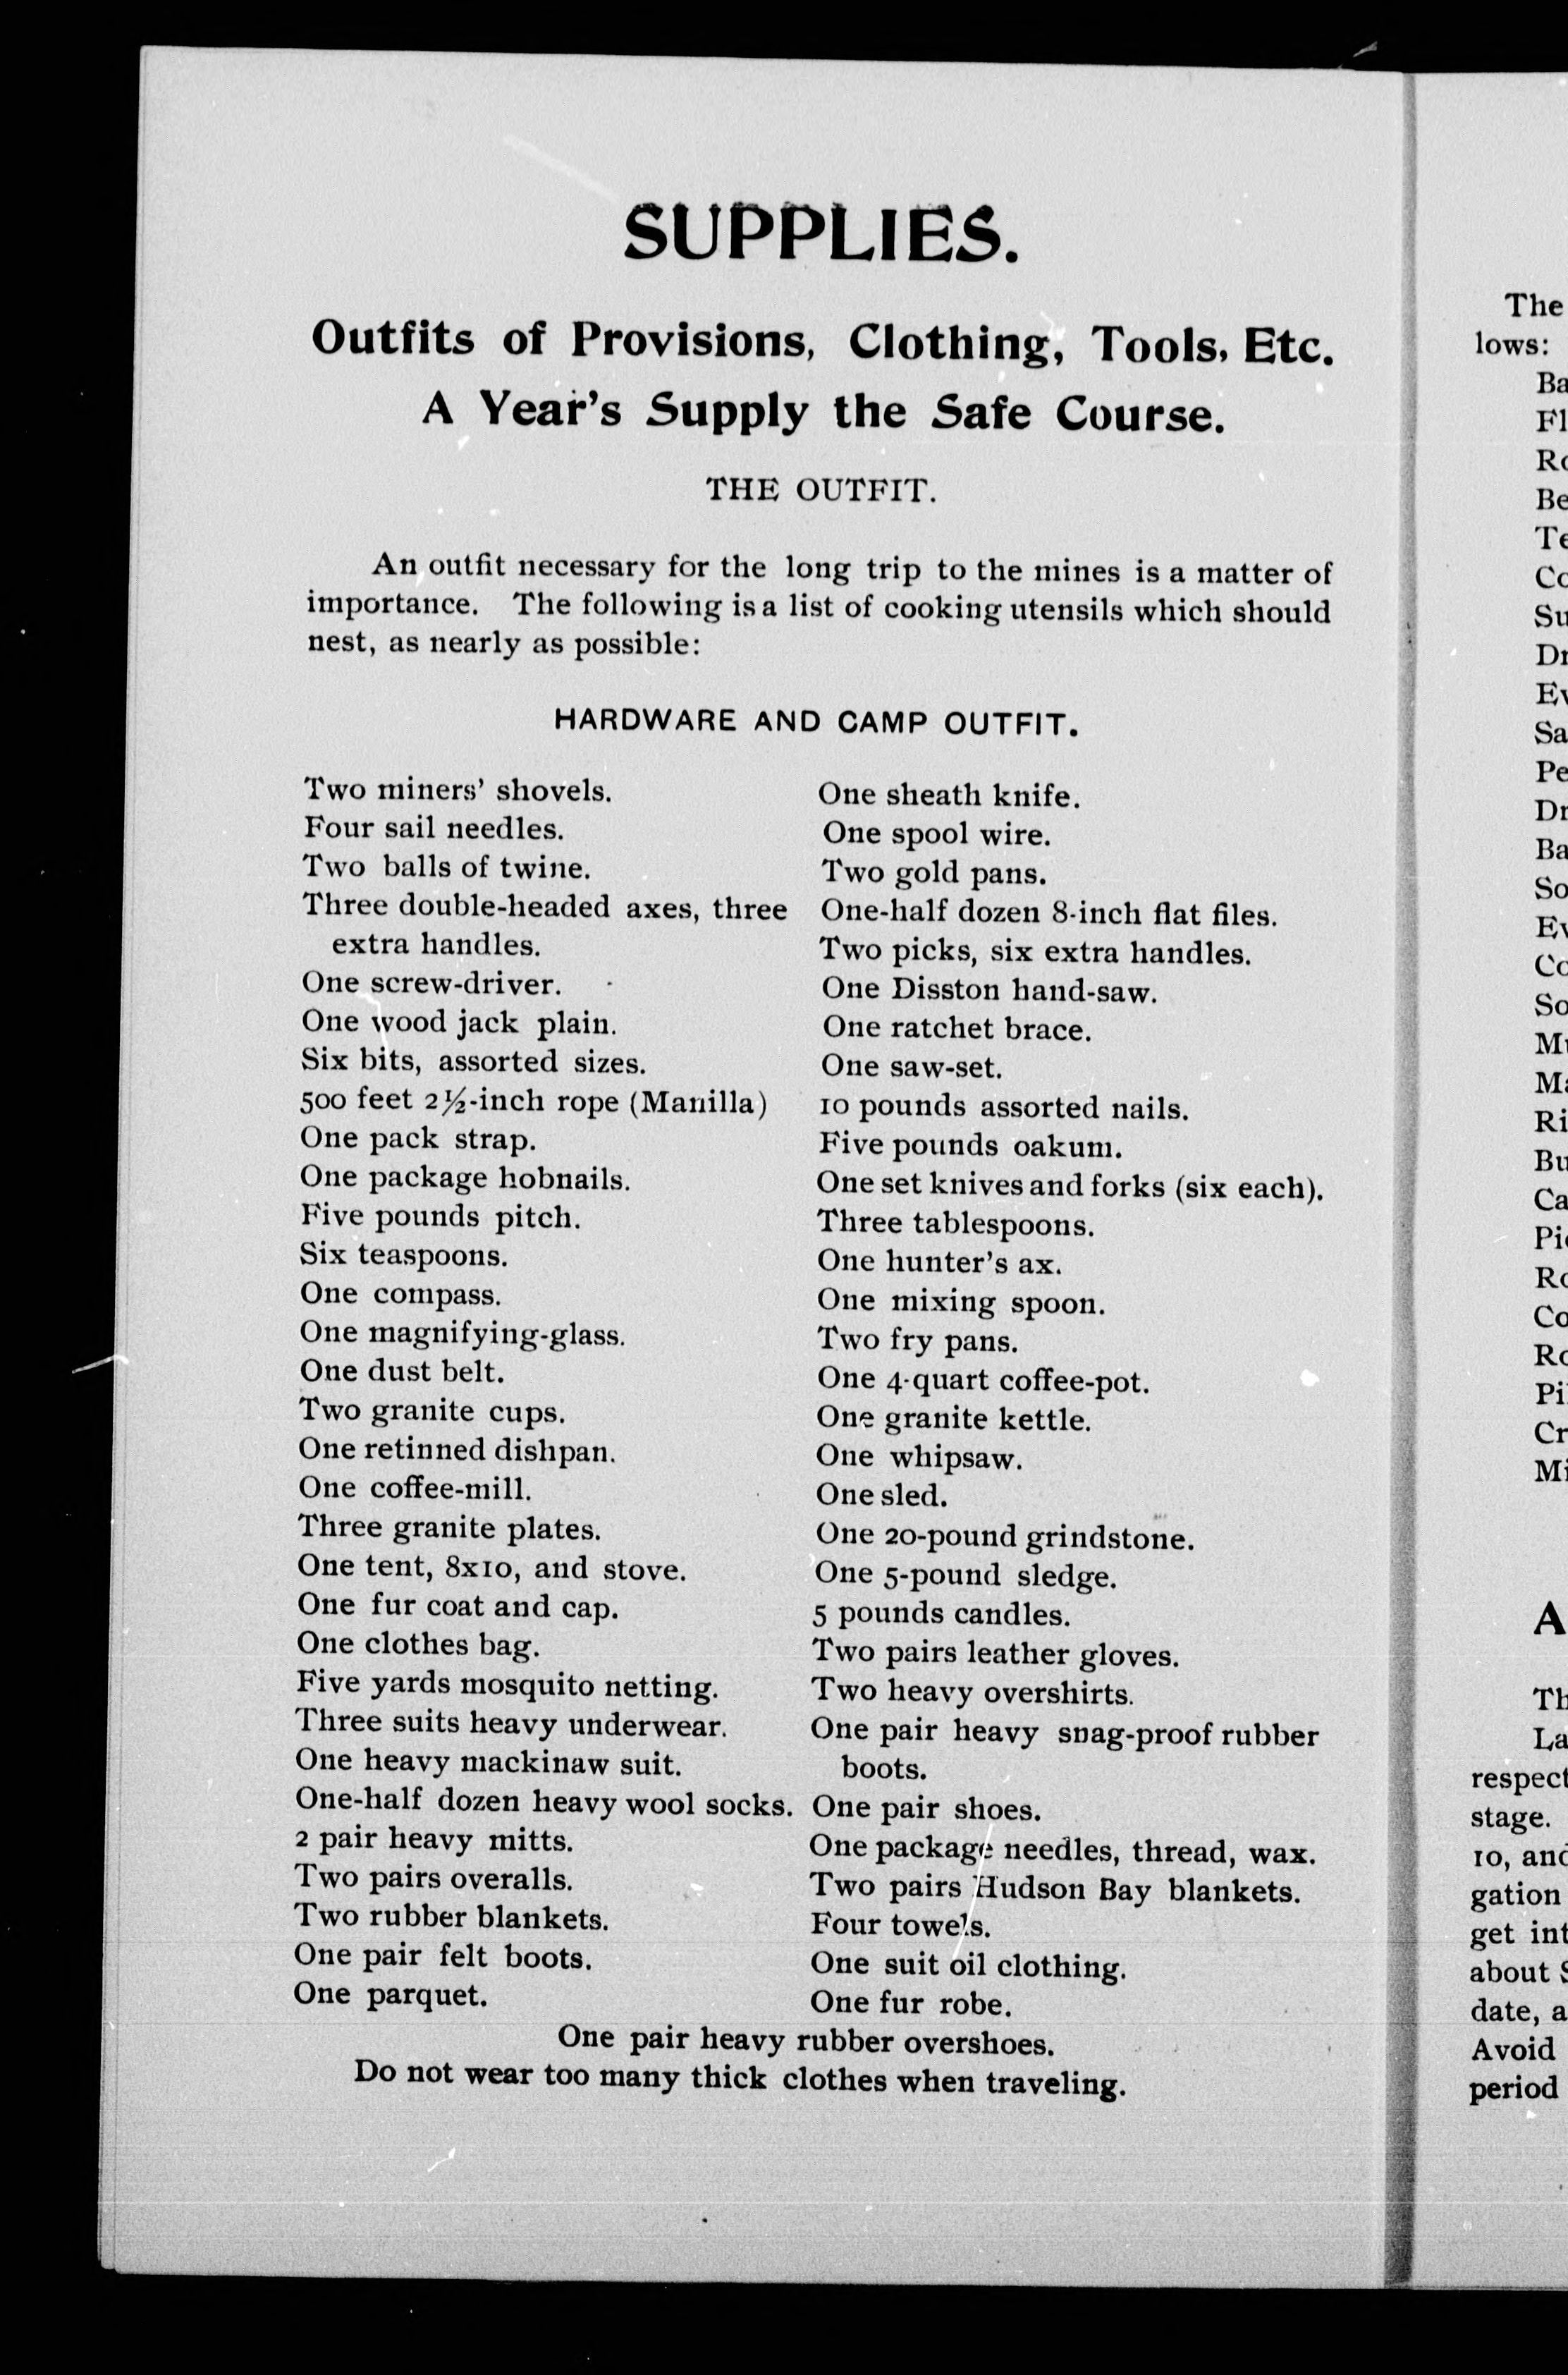 SUPPLIES.
Outfits of Provisions, Clothing, Tools, Etc.
A Year's Supply the Safe Course.
THE OUTFIT.
An outfit necessary for the long trip to the mines is a matter of
importance. The following is a list of cooking utensils which should
nest, as nearly as possible:
HARDWARE AND CAMP OUTFIT.
Two miners' shovels.
Four sail needles.
Two balls of twine.
Three double-headed axes, three
extra handles.
One screw-driver.
One wood jack plain.
Six bits, assorted sizes.
500 feet 2½-inch rope (Manilla)
One pack strap.
One package hobnails.
Five pounds pitch.
Six teaspoons.
One compass.
One magnifying-glass.
One dust belt.
Two granite cups.
One retinned dishpan.
One coffee-mill.
Three granite plates.
One tent, 8x10, and stove.
One fur coat and cap.
One clothes bag.
Five yards mosquito netting.
Three suits heavy underwear.
One heavy mackinaw suit.
One-half dozen heavy wool socks.
2 pair heavy mitts.
Two pairs overalls.
Two rubber blankets.
One pair felt boots.
One parquet.
One sheath knife.
One spool wire.
Two gold pans.
One-half dozen 8-inch flat files.
Two picks, six extra handles.
One Disston hand-saw.
One ratchet brace.
One saw-set.
10 pounds assorted nails.
Five pounds oakum.
One set knives and forks (six each).
Three tablespoons.
One hunter's ax.
One mixing spoon.
Two fry pans.
One 4-quart coffee-pot.
One granite kettle.
One whipsaw.
One sled.
One 20-pound grindstone.
One 5-pound sledge.
5 pounds candles.
Two pairs leather gloves.
Two heavy overshirts.
One pair heavy snag-proof rubber
boots.
One pair shoes.
One package needles, thread, wax.
Two pairs Hudson Bay blankets.
Four towels.
One suit oil clothing.
One fur robe.
One pair heavy rubber overshoes.
Do not wear too many thick clothes when traveling.
The
lows:
A
respect
stage.
10, and
gation
get int
about S
date, a
Avoid
period